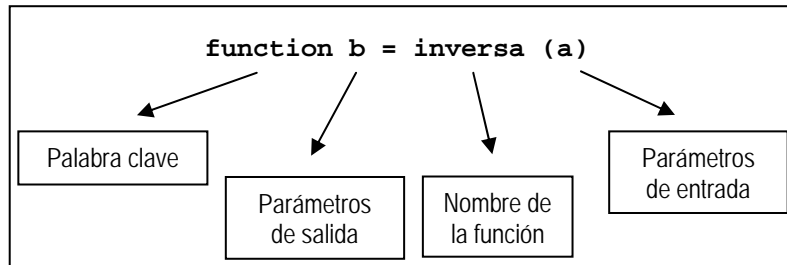 function b = inversa (a)
Palabra clave
Parámetros
de salida
Nombre de
la función
Parámetros
de entrada